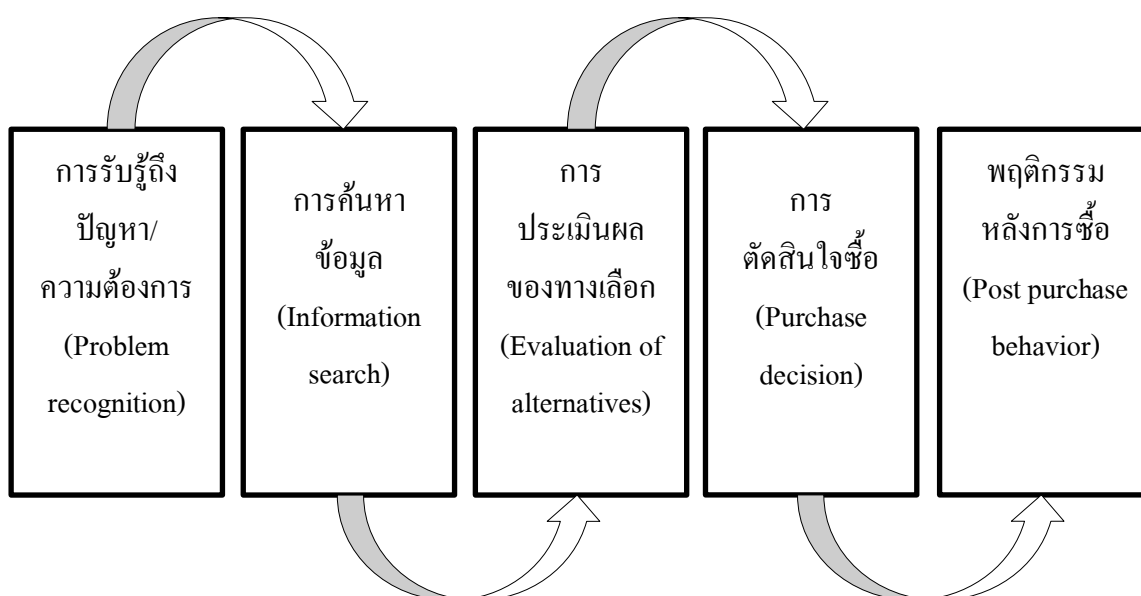 การรับรู้ถึง
ปัญหา/
ความต้องการ
(Problem
recognition)
การค้นหา
ข้อมูล
(Information
search)
การ
ประเมินผล
ของทางเลือก
(Evaluation of
alternatives)
การ
ตัดสินใจซื้อ
(Purchase
decision)
พฤติกรรม
หลังการซื้อ
(Post purchase
behavior)